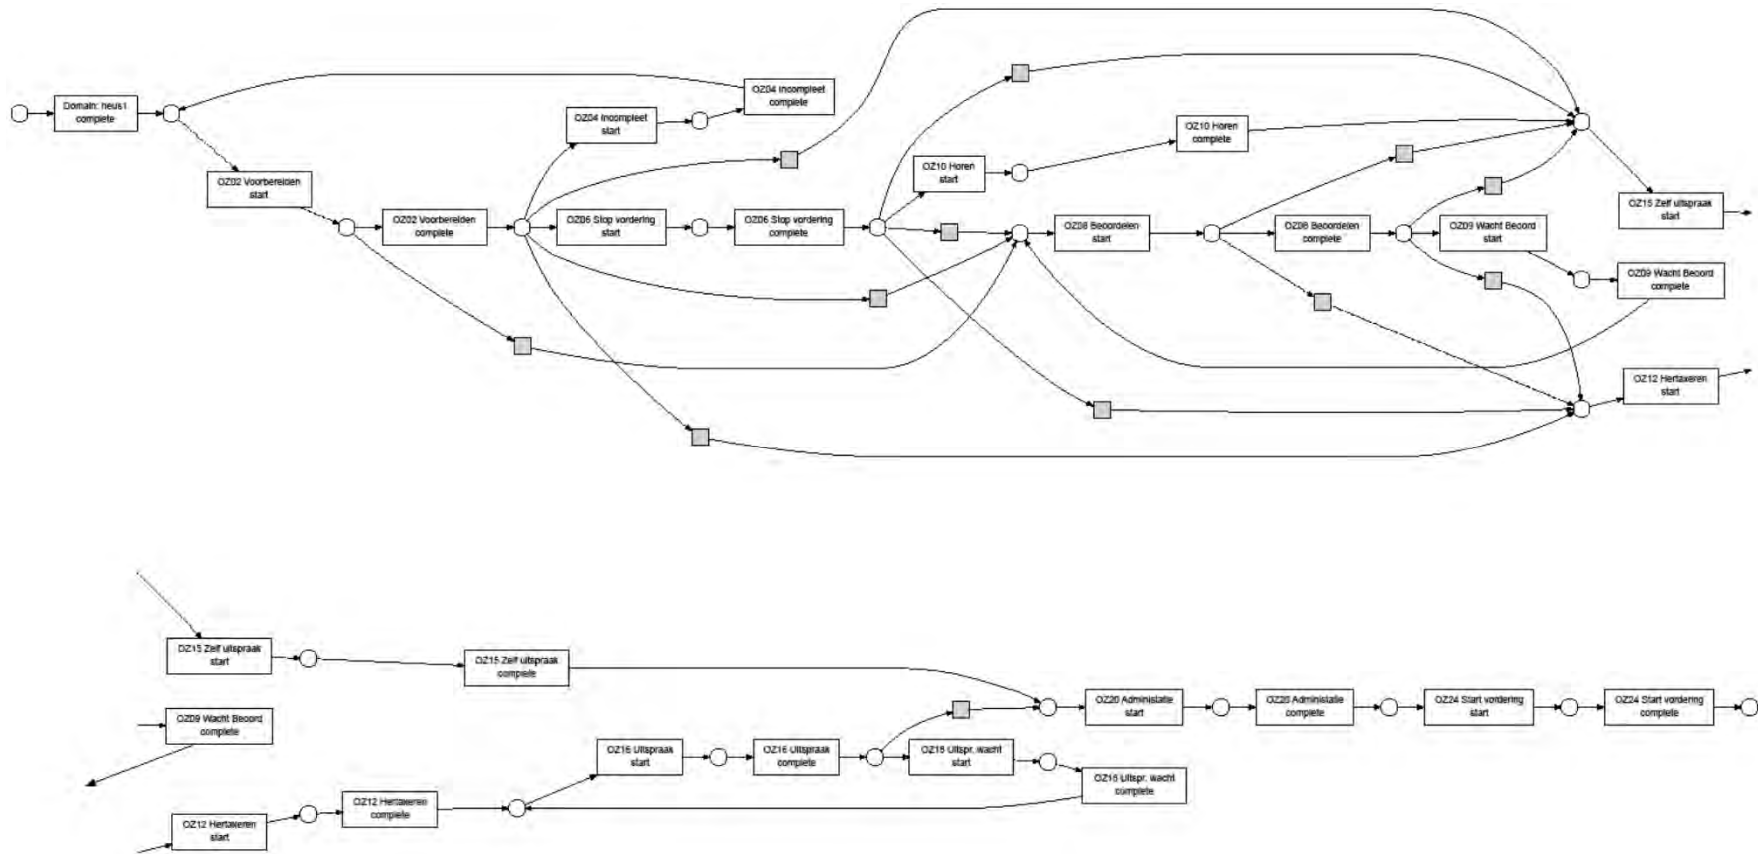 Domain: heus1
complete
OZ02 Voorbereiden
start
OZ02 Voorbereiden
complete
OZ04 Incompleet
start
OZ04 Incompleet
complete
OZ06 Stop vordering
start
OZ06 Stop vordering
complete
OZ10 Horen
start
OZ10 Horen
complete
OZ08 Beoordelen
start
OZ08 Beoordelen
complete
OZ09 Wacht Beoord
start
OZ09 Wacht Beoord
complete
OZ15 Zelf uitspraak
start
OZ12 Hertaxeren
start
OZ15 Zelf uitspraak
start
OZ15 Zelf uitspraak
complete
OZ09 Wacht Beoord
complete
OZ12 Hertaxeren
start
OZ12 Hertaxeren
complete
OZ16 Uitspraak
start
OZ16 Uitspraak
complete
OZ18 Uitspr. wacht
start
OZ18 Uitspr. wacht
complete
OZ20 Administatie
start
OZ20 Administatie
complete
OZ24 Start vordering
start
OZ24 Start vordering
complete